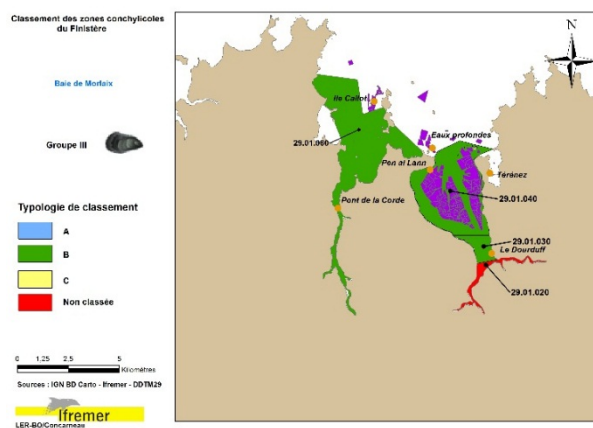 Classement des zones conchylicoles
du Finistère
Baie de Morlaix
Groupe III
Typologie de classement
A
B
C
Non classée
0 1,25 2,5 5
Kilomètres
Sources : IGN BD Carto - Ifremer - DDTM29
Ifremer
LER-BO/Concarneau
N
Ile Callot
Eaux profondes
29.01.060
Pen al Lann
Térénez
29.01.040
Pont de la Corde
29.01.030
Le Dourduff
29.01.020